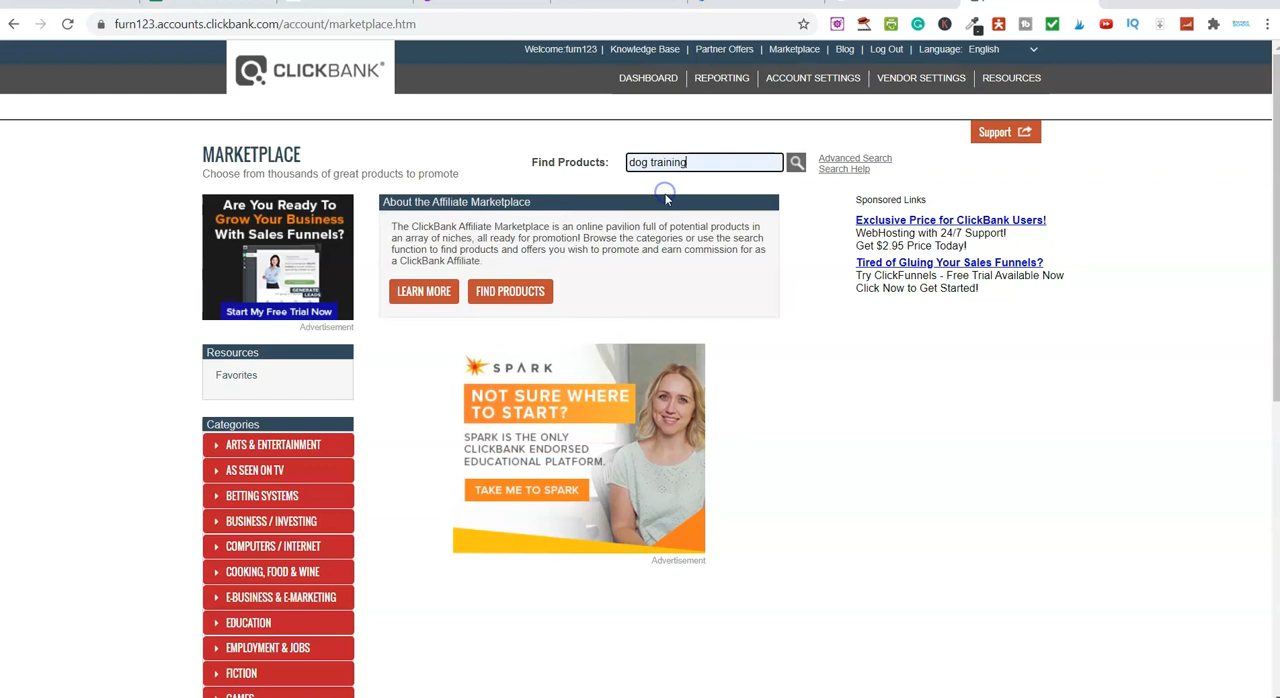 furn123.accounts.clickbank.com/account/marketplace.htm
Welcome:furn123 | Knowledge Base | Partner Offers | Marketplace | Blog | Log Out | Language: English
CLICKBANK®
DASHBOARD | REPORTING | ACCOUNT SETTINGS | VENDOR SETTINGS | RESOURCES
Support
MARKETPLACE
Choose from thousands of great products to promote
Find Products: dog training
Advanced Search
Search Help
Are You Ready To
Grow Your Business
With Sales Funnels?
GENERATE
LEADS
Start My Free Trial Now
Advertisement
About the Affiliate Marketplace
The ClickBank Affiliate Marketplace is an online pavilion full of potential products in
an array of niches, all ready for promotion! Browse the categories or use the search
function to find products and offers you wish to promote and earn commission for as
a ClickBank Affiliate.
LEARN MORE
FIND PRODUCTS
Sponsored Links
Exclusive Price for ClickBank Users!
WebHosting with 24/7 Support!
Get $2.95 Price Today!
Tired of Gluing Your Sales Funnels?
Try ClickFunnels - Free Trial Available Now
Click Now to Get Started!
Resources
Favorites
SPARK
NOT SURE WHERE
TO START?
SPARK IS THE ONLY
CLICKBANK ENDORSED
EDUCATIONAL PLATFORM.
TAKE ME TO SPARK
Advertisement
Categories
ARTS & ENTERTAINMENT
AS SEEN ON TV
BETTING SYSTEMS
BUSINESS / INVESTING
COMPUTERS / INTERNET
COOKING, FOOD & WINE
E-BUSINESS & E-MARKETING
EDUCATION
EMPLOYMENT & JOBS
FICTION
GAMES